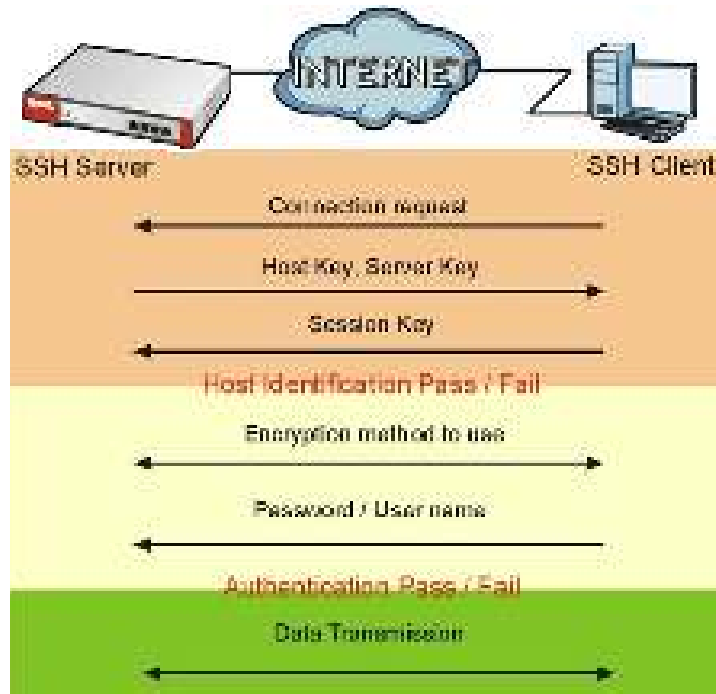 INTERNET
SSH Server
SSH Client
Connection request
Host Key, Server Key
Session Key
Host Identification Pass / Fail
Encryption method to use
Password / User name
Authentication Pass / Fail
Data Transmission